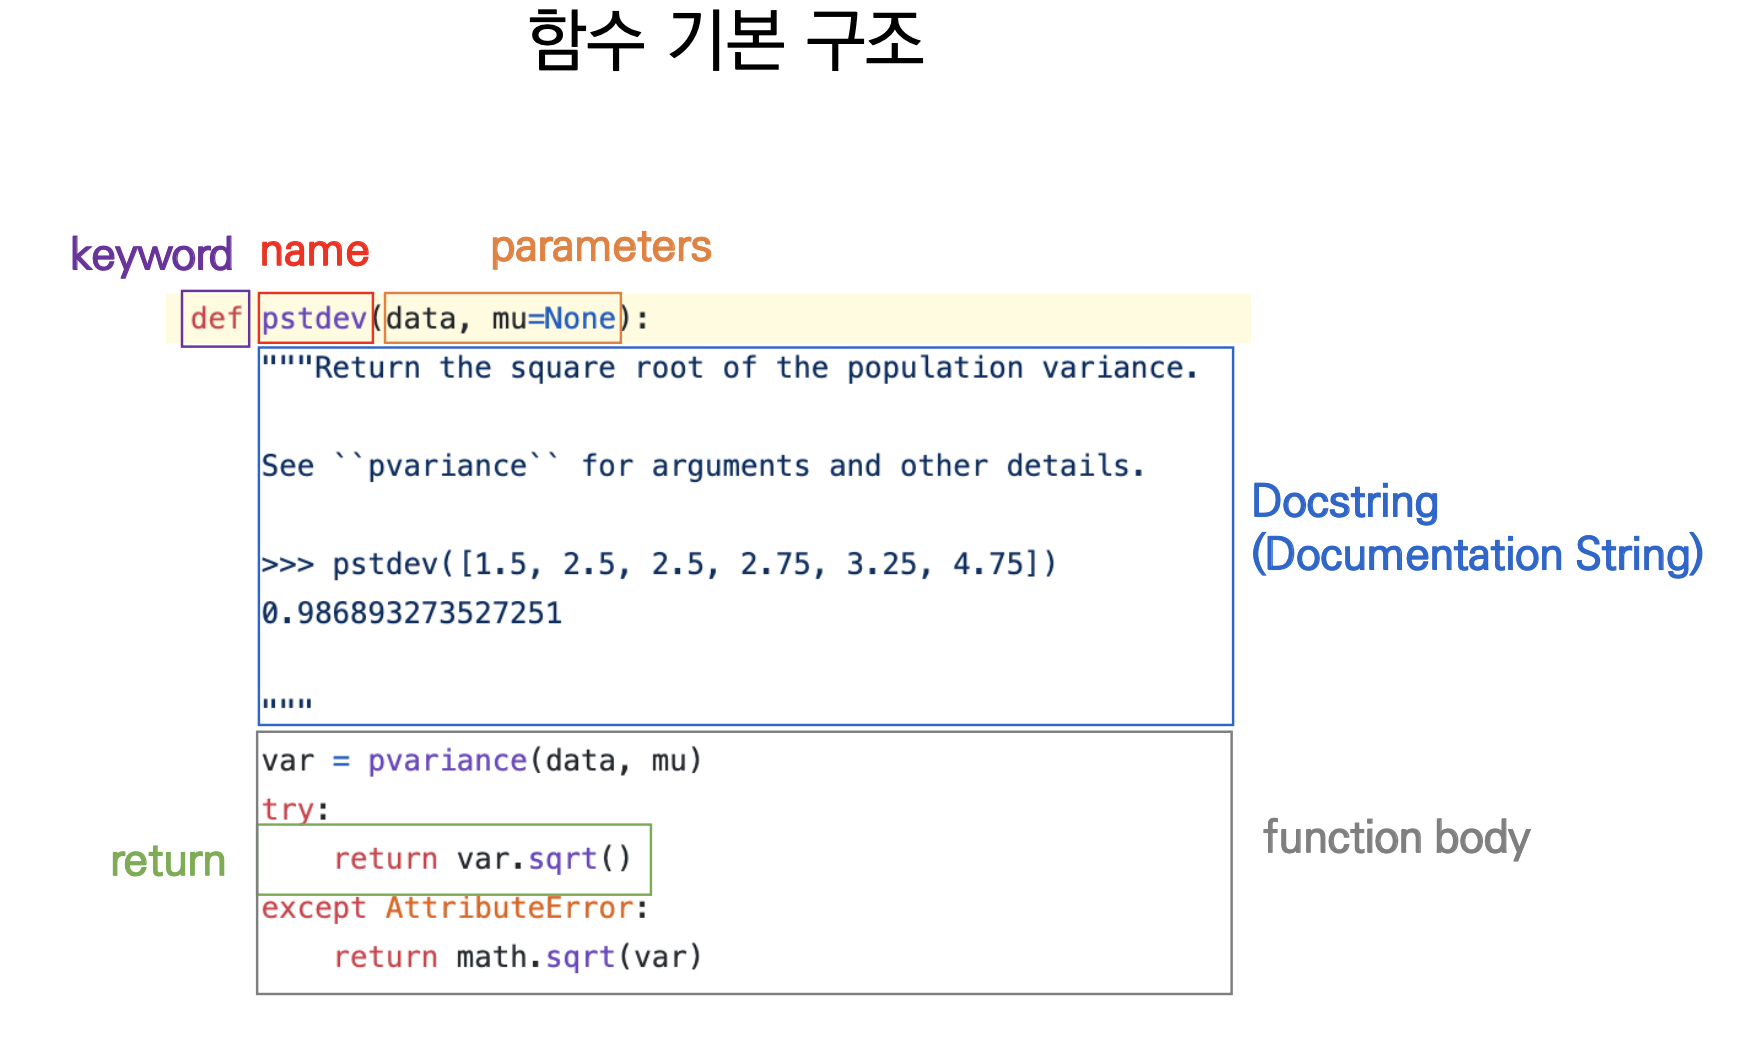 함수 기본 구조
keyword name parameters
def pstdev(data, mu=None):
"""Return the square root of the population variance.
See ``pvariance`` for arguments and other details.
Docstring
(Documentation String)
>>> pstdev([1.5, 2.5, 2.5, 2.75, 3.25, 4.75])
0.986893273527251
"""
var = pvariance(data, mu)
try:
function body
return
return var.sqrt()
except AttributeError:
return math.sqrt(var)